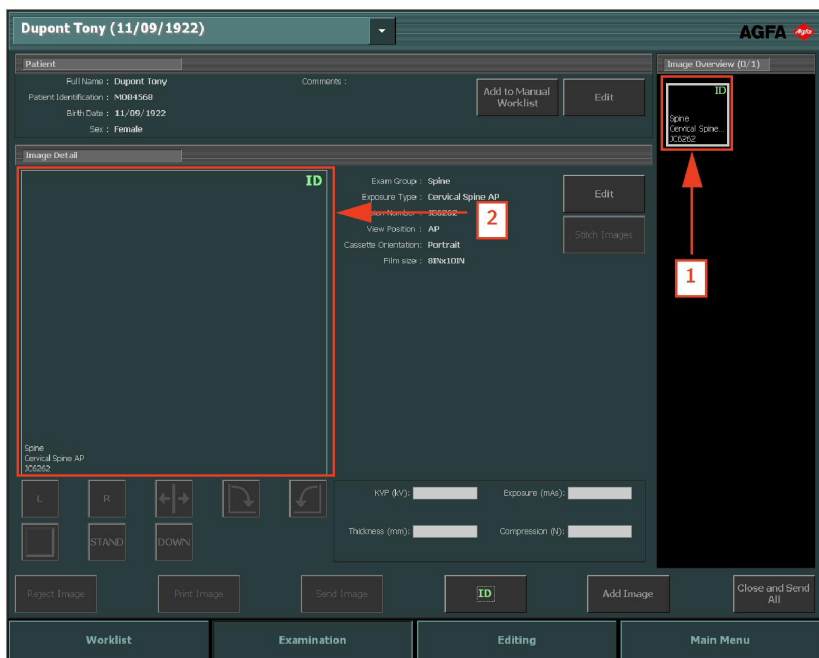 Dupont Tony (11/09/1922)
AGFA
Patient
Full Name : Dupont Tony
Comments :
Patient Identification : M084568
Birth Date : 11/09/1922
Sex : Female
Add to Manual
Worklist
Edit
Image Overview (0/1)
ID
Spine
Cervical Spine...
JC6262
1
Image Detail
ID
Spine
Cervical Spine AP
JC6262
Exam Group : Spine
Exposure Type : Cervical Spine AP
Number : JC6262
View Position : AP
Cassette Orientation: Portrait
Film size : 8INx10IN
2
Edit
Stitch Images
L
R
STAND
DOWN
KVP (kV):
Exposure (mAs):
Thickness (mm):
Compression (N):
Reject Image
Print Image
Send Image
ID
Add Image
Close and Send
All
Worklist
Examination
Editing
Main Menu